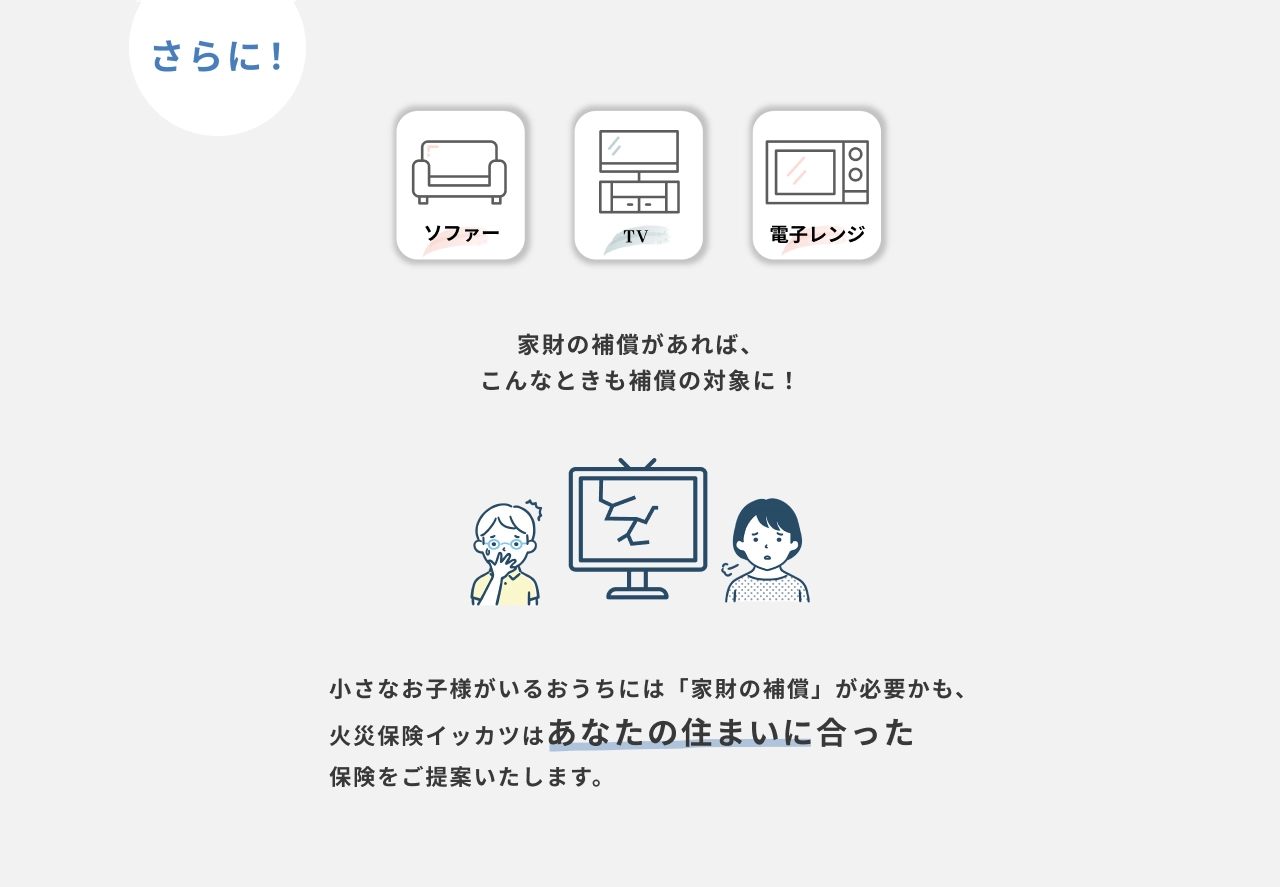 さらに！
ソファー
TV
電子レンジ
家財の補償があれば、
こんなときも補償の対象に！
小さなお子様がいるおうちには「家財の補償」が必要かも、
火災保険イッカツはあなたの住まいに合った
保険をご提案いたします。